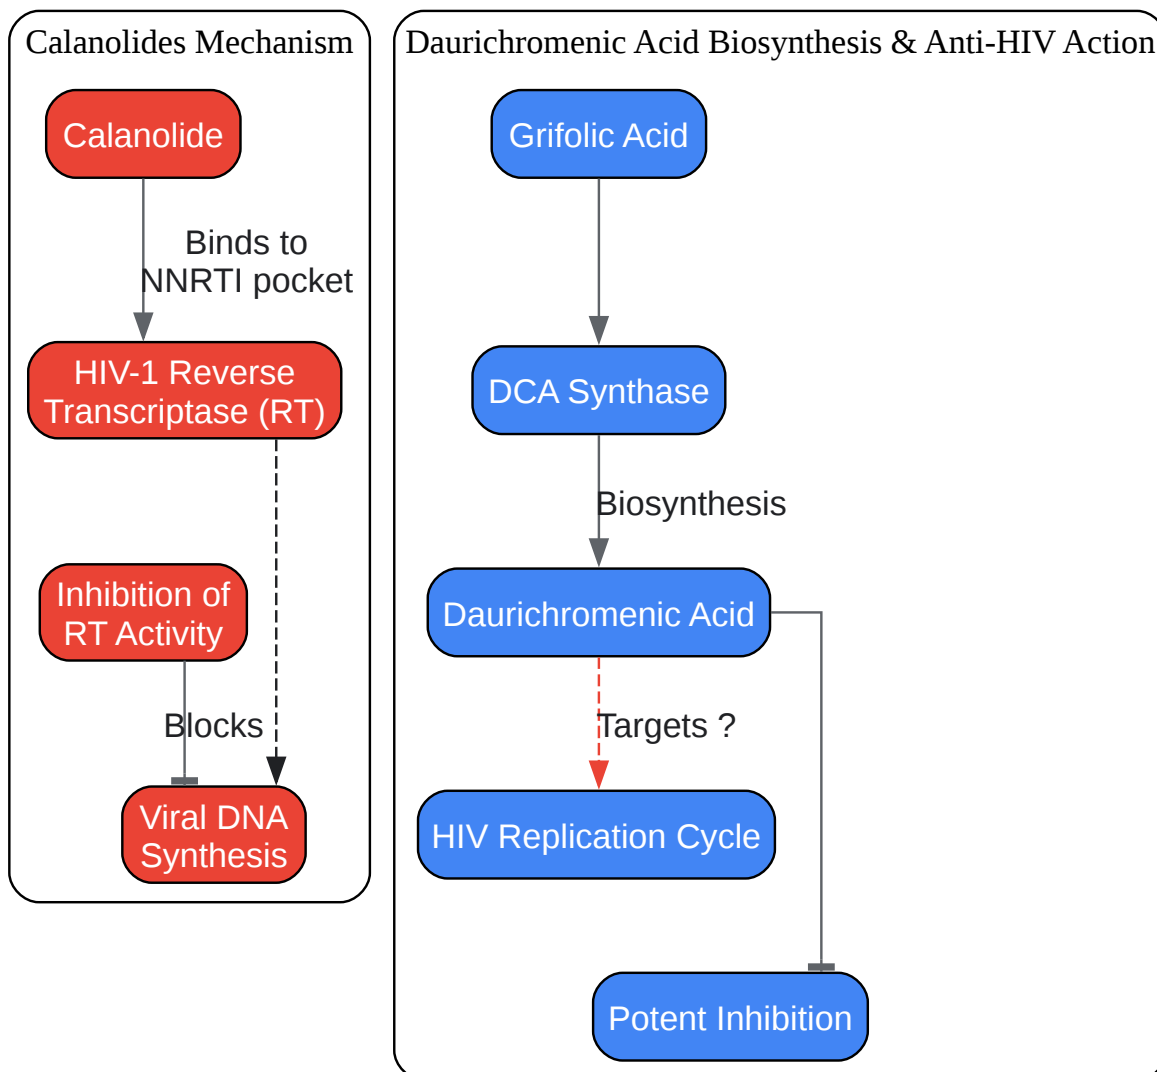 Calanolides Mechanism
Calanolide
Binds to
NNRTI pocket
HIV-1 Reverse
Transcriptase (RT)
Inhibition of
RT Activity
Blocks
Viral DNA
Synthesis
Daurichromenic Acid Biosynthesis & Anti-HIV Action
Grifolic Acid
DCA Synthase
Biosynthesis
Daurichromenic Acid
Targets ?
HIV Replication Cycle
Potent Inhibition